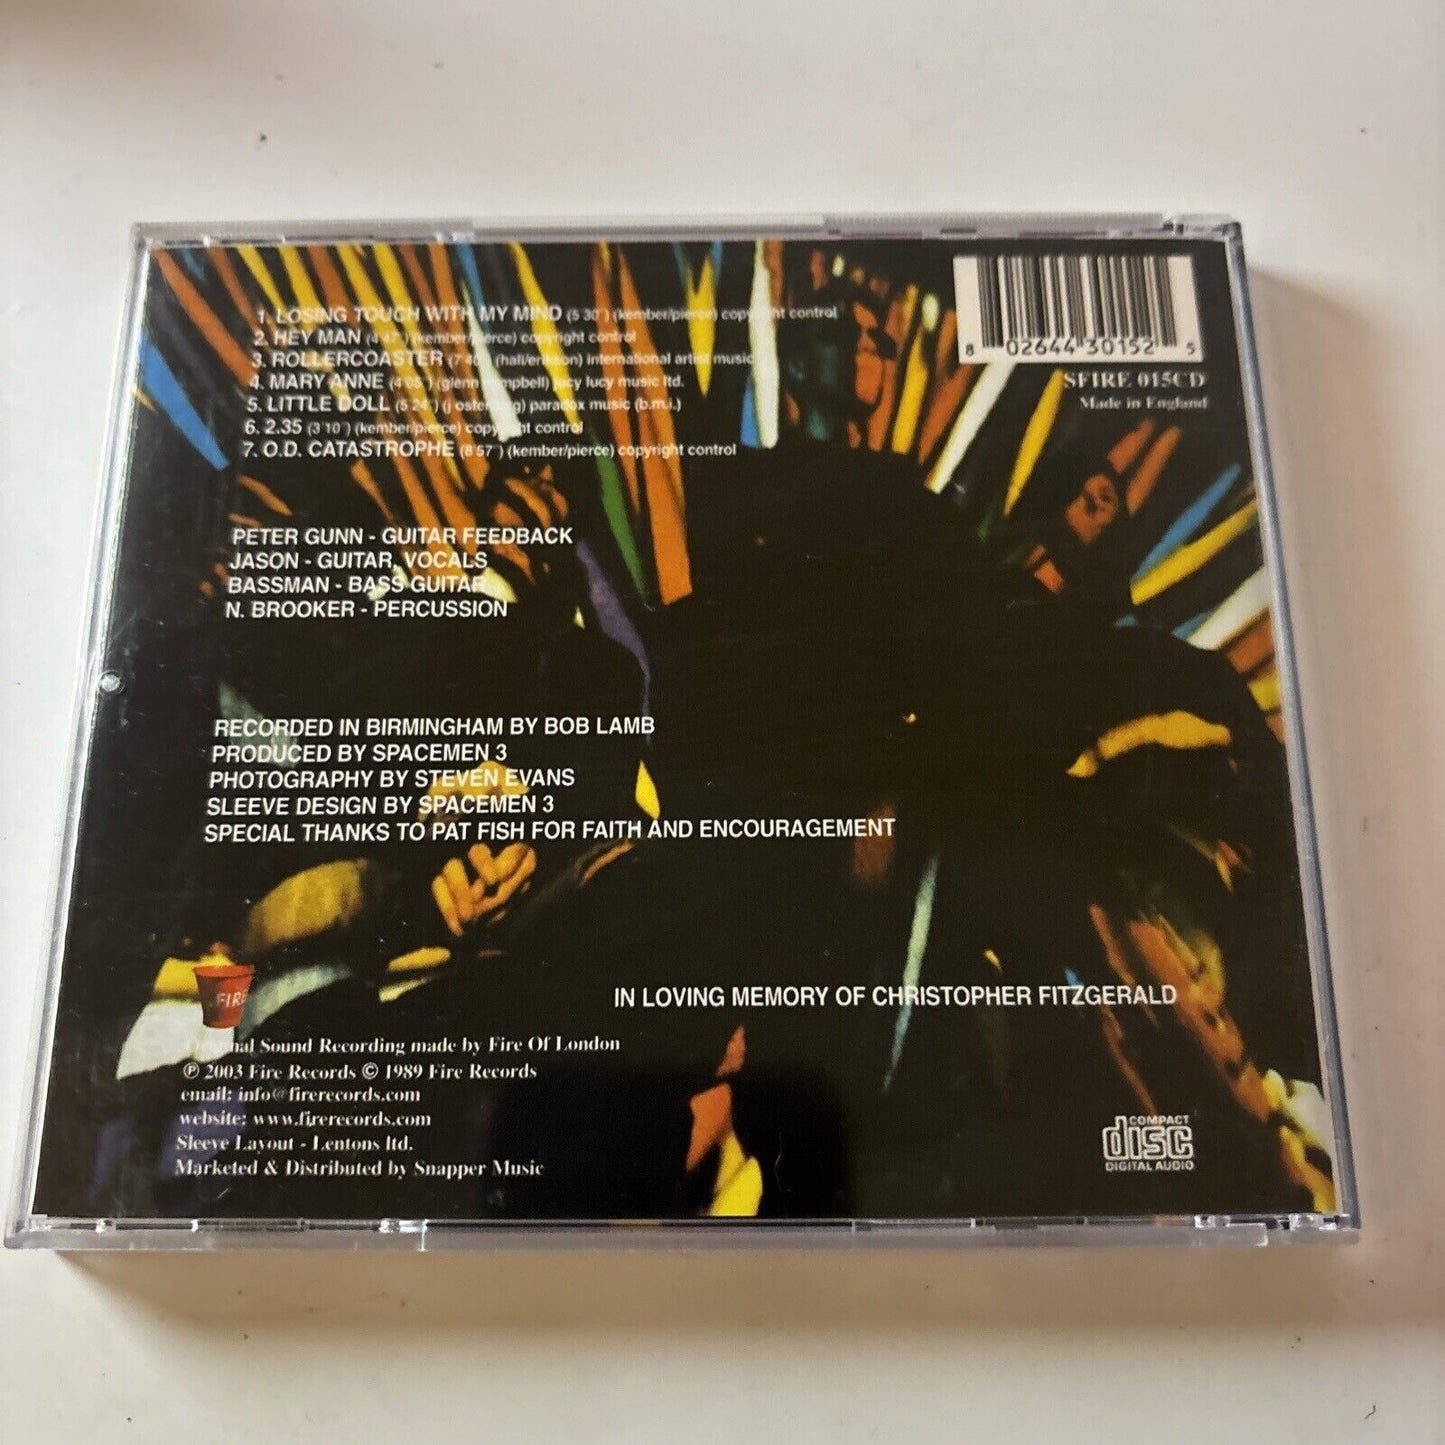 1. LOSING TOUCH WITH MY MIND (5 30") (kember/pierce) copyright control
2. HEY MAN (4 47") (kember/pierce) copyright control
3. ROLLERCOASTER (7 40") (hall/erikson) international artist music
4. MARY ANNE (4'05") (glenn campbell) jucy lucy music ltd.
5. LITTLE DOLL (5 24") (j osterberg) paradox music (b.m.i.)
6. 2.35 (3'10") (kember/pierce) copyright control
7. O.D. CATASTROPHE (8'57") (kember/pierce) copyright control
8 02644 30152 5
SFIRE 015CD
Made in England
PETER GUNN - GUITAR FEEDBACK
JASON - GUITAR, VOCALS
BASSMAN - BASS GUITAR
N. BROOKER - PERCUSSION
RECORDED IN BIRMINGHAM BY BOB LAMB
PRODUCED BY SPACEMEN 3
PHOTOGRAPHY BY STEVEN EVANS
SLEEVE DESIGN BY SPACEMEN 3
SPECIAL THANKS TO PAT FISH FOR FAITH AND ENCOURAGEMENT
IN LOVING MEMORY OF CHRISTOPHER FITZGERALD
FIRE
Original Sound Recording made by Fire Of London
℗ 2003 Fire Records © 1989 Fire Records
email: info@firerecords.com
website: www.firerecords.com
Sleeve Layout - Lentons ltd.
Marketed & Distributed by Snapper Music
COMPACT
disc
DIGITAL AUDIO